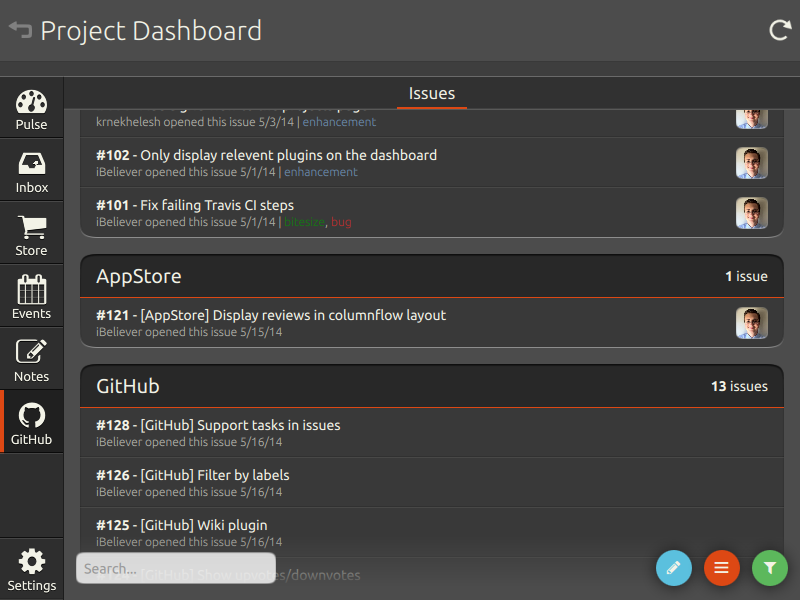 Project Dashboard
Issues
Pulse
Inbox
Store
Events
Notes
GitHub
Settings
krnekhelesh opened this issue 5/3/14 | enhancement
#102 - Only display relevent plugins on the dashboard
iBeliever opened this issue 5/1/14 | enhancement
#101 - Fix failing Travis CI steps
iBeliever opened this issue 5/1/14 | bitesize, bug
AppStore
1 issue
#121 - [AppStore] Display reviews in columnflow layout
iBeliever opened this issue 5/15/14
GitHub
13 issues
#128 - [GitHub] Support tasks in issues
iBeliever opened this issue 5/16/14
#126 - [GitHub] Filter by labels
iBeliever opened this issue 5/16/14
#125 - [GitHub] Wiki plugin
iBeliever opened this issue 5/16/14
Search...
[GitHub] Show upvotes/downvotes